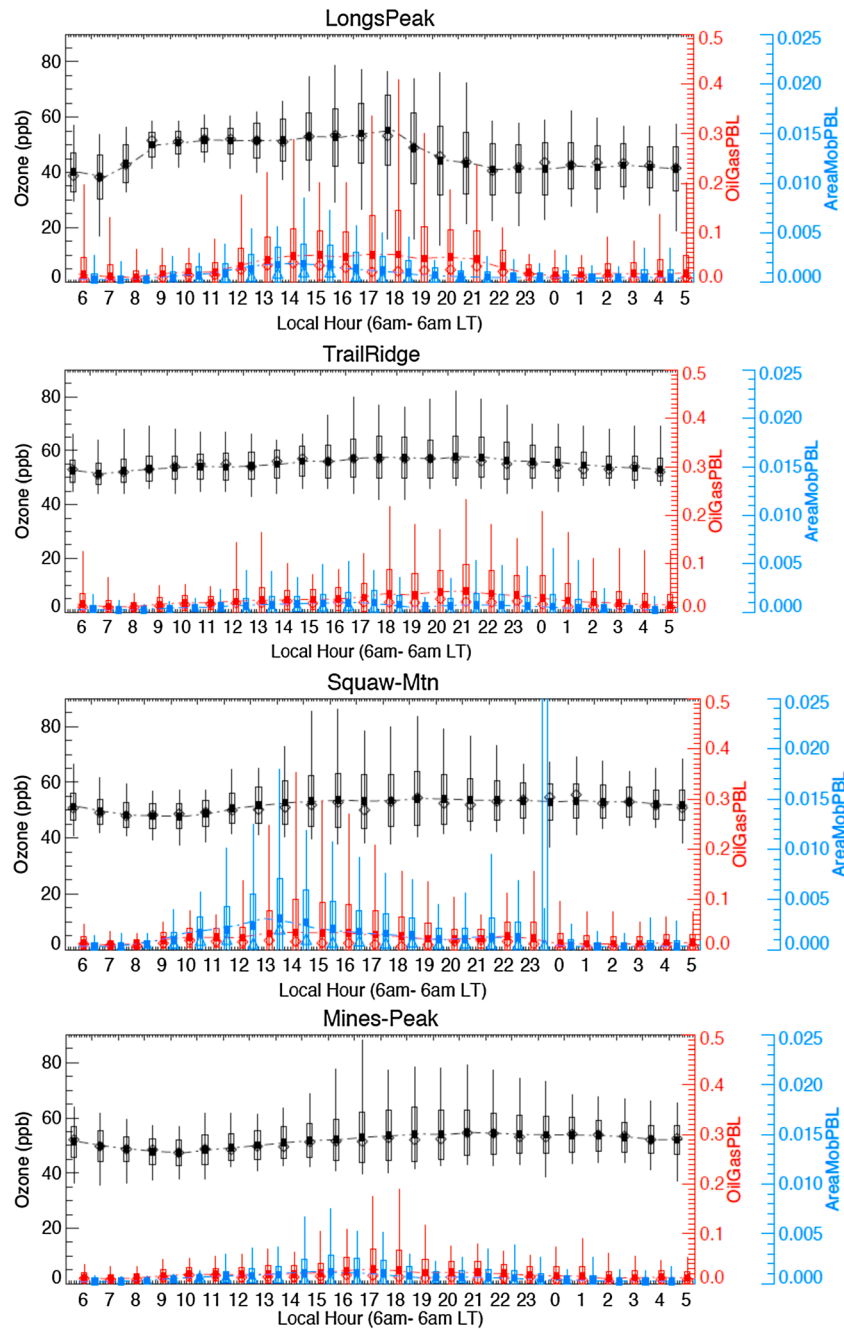 LongsPeak
80
60
40
20
0
Ozone (ppb)
0.5
0.4
0.3
0.2
0.1
0.0
OilGasPBL
0.025
0.020
0.015
0.010
0.005
0.000
AreaMobPBL
6 7 8 9 10 11 12 13 14 15 16 17 18 19 20 21 22 23 0 1 2 3 4 5
Local Hour (6am- 6am LT)
TrailRidge
80
60
40
20
0
Ozone (ppb)
0.5
0.4
0.3
0.2
0.1
0.0
OilGasPBL
0.025
0.020
0.015
0.010
0.005
0.000
AreaMobPBL
6 7 8 9 10 11 12 13 14 15 16 17 18 19 20 21 22 23 0 1 2 3 4 5
Local Hour (6am- 6am LT)
Squaw-Mtn
80
60
40
20
0
Ozone (ppb)
0.5
0.4
0.3
0.2
0.1
0.0
OilGasPBL
0.025
0.020
0.015
0.010
0.005
0.000
AreaMobPBL
6 7 8 9 10 11 12 13 14 15 16 17 18 19 20 21 22 23 0 1 2 3 4 5
Local Hour (6am- 6am LT)
Mines-Peak
80
60
40
20
0
Ozone (ppb)
0.5
0.4
0.3
0.2
0.1
0.0
OilGasPBL
0.025
0.020
0.015
0.010
0.005
0.000
AreaMobPBL
6 7 8 9 10 11 12 13 14 15 16 17 18 19 20 21 22 23 0 1 2 3 4 5
Local Hour (6am- 6am LT)